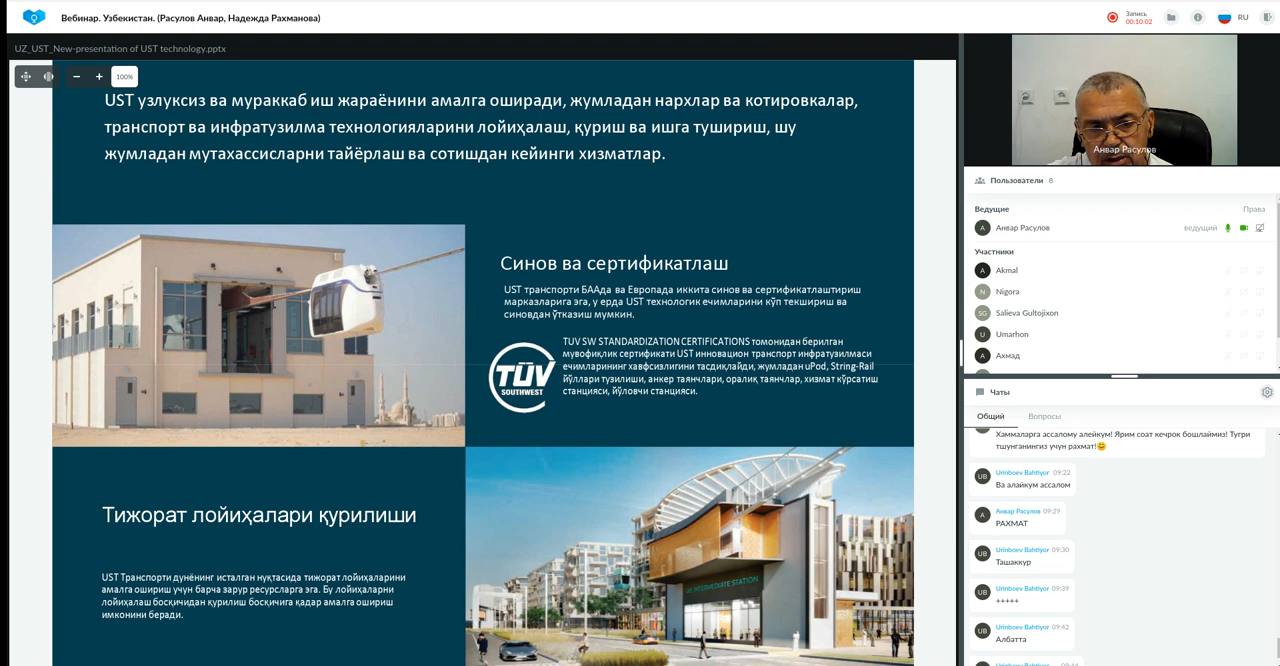 Вебинар. Узбекистан. (Расулов Анвар, Надежда Рахманова)
Запись
00:10:02
RU
UZ_UST_New-presentation of UST technology.pptx
100%
UST узлуксиз ва мураккаб иш жараёнини амалга оширади, жумладан нархлар ва котировкалар,
транспорт ва инфратузилма технологияларини лойиҳалаш, қуриш ва ишга тушириш, шу
жумладан мутахассисларни тайёрлаш ва сотишдан кейинги хизматлар.
Синов ва сертификатлаш
UST транспорти БААда ва Европада иккита синов ва сертификатлаштириш
марказларига эга, у ерда UST технологик ечимларини кўп текшириш ва
синовдан ўтказиш мумкин.
TÜV
SOUTHWEST
TUV SW STANDARDIZATION CERTIFICATIONS томонидан берилган
мувофиқлик сертификати UST инновацион транспорт инфратузилмаси
ечимларининг хавфсизлигини тасдиқлайди, жумладан uPod, String-Rail
йўллари тузилиши, анкер таянчлари, оралиқ таянчлар, хизмат кўрсатиш
станцияси, йўловчи станцияси.
Тижорат лойиҳалари қурилиши
UST Транспорти дунёнинг исталган нуқтасида тижорат лойиҳаларини
амалга ошириш учун барча зарур ресурсларга эга. Бу лойиҳаларни
лойиҳалаш босқичидан қурилиш босқичига қадар амалга ошириш
имконини беради.
INTERMEDIATE STATION
Анвар Расулов
Пользователи 8
Ведущие Права
А Анвар Расулов ведущий
Участники
A Akmal
N Nigora
SG Salieva Gultojixon
U Umarhon
А Ахмад
Чаты
Общий Вопросы
Хаммаларга ассалому алейкум! Ярим соат кечрок бошлаймиз! Тугри
тшунганингиз учун рахмат!😊
UB Urinboev Bahtiyor 09:22
Ва алайкум ассалом
А Анвар Расулов 09:29
РАХМАТ
UB Urinboev Bahtiyor 09:30
Ташаккур
UB Urinboev Bahtiyor 09:39
+++++
UB Urinboev Bahtiyor 09:42
Албатта